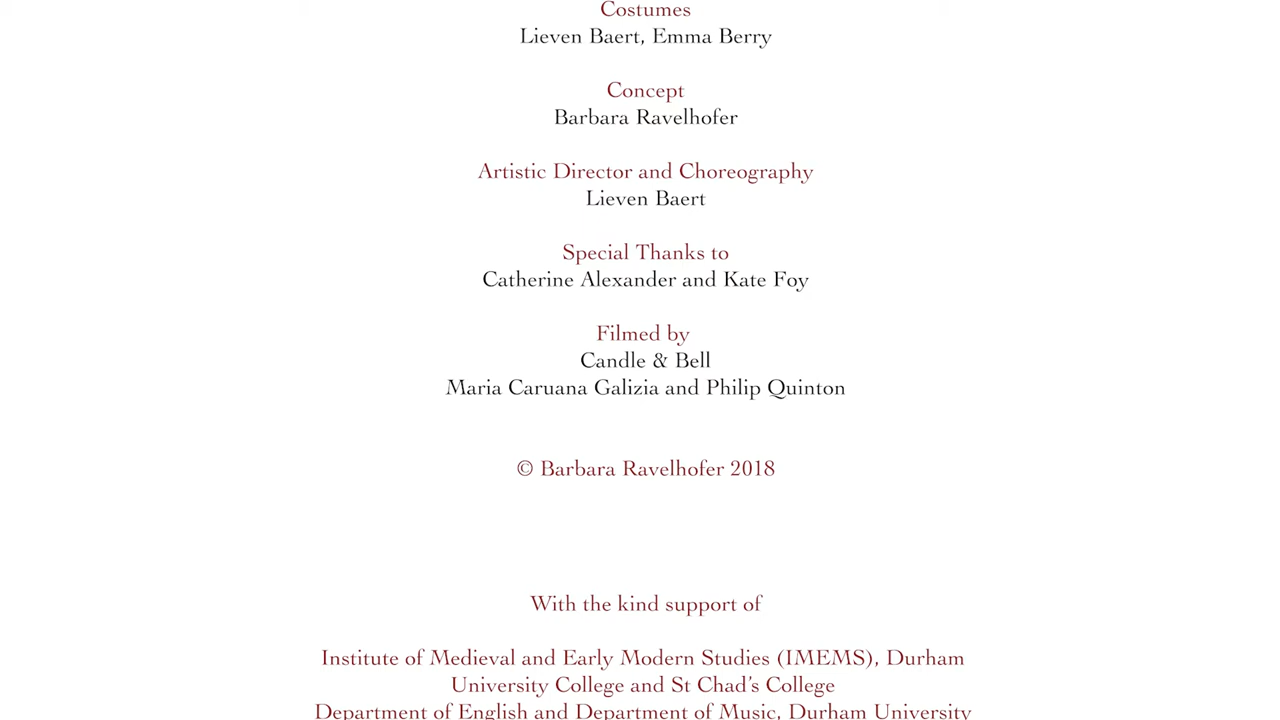 Costumes
Lieven Baert, Emma Berry
Concept
Barbara Ravelhofer
Artistic Director and Choreography
Lieven Baert
Special Thanks to
Catherine Alexander and Kate Foy
Filmed by
Candle & Bell
Maria Caruana Galizia and Philip Quinton
© Barbara Ravelhofer 2018
With the kind support of
Institute of Medieval and Early Modern Studies (IMEMS), Durham
University College and St Chad's College
Department of English and Department of Music, Durham University